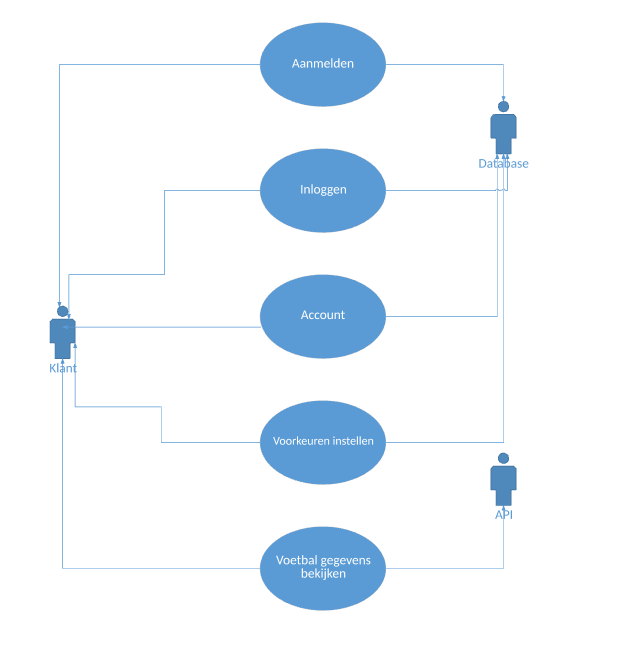 Aanmelden
Database
Inloggen
Account
Klant
Voorkeuren instellen
API
Voetbal gegevens
bekijken